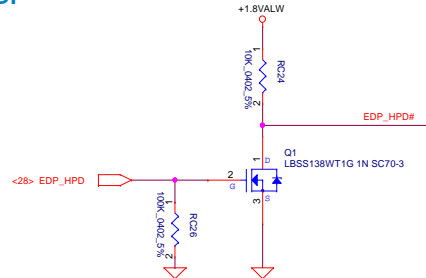 +1.8VALW
1
RC24
10K_0402_5%
2
EDP_HPD#
Q1
LBSS138WT1G 1N SC70-3
1
D
<28> EDP_HPD
2
G
S
3
1
RC26
100K_0402_5%
2